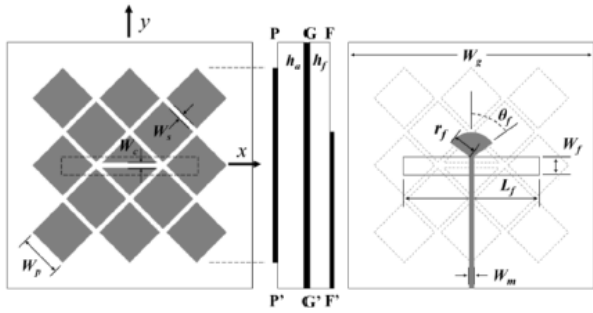 y
P G F
h_a h_f
W_s
W_c
x
W_p
P' G' F'
W_g
θ_f
r_f
W_f
L_f
W_m